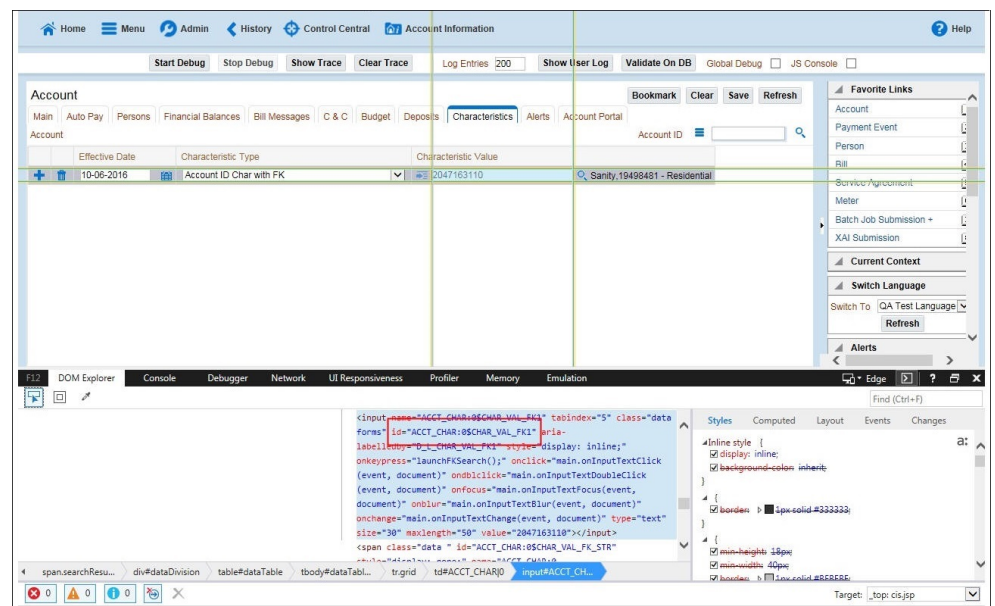 Home Menu Admin History Control Central Account Information Help
Start Debug Stop Debug Show Trace Clear Trace Log Entries 200 Show User Log Validate On DB Global Debug JS Console
Account Bookmark Clear Save Refresh
Main Auto Pay Persons Financial Balances Bill Messages C & C Budget Deposits Characteristics Alerts Account Portal
Account Account ID
Effective Date Characteristic Type Characteristic Value
10-06-2016 Account ID Char with FK 2047163110 Sanity,19498481 - Residential
Favorite Links
Account
Payment Event
Person
Bill
Service Agreement
Meter
Batch Job Submission +
XAI Submission
Current Context
Switch Language
Switch To QA Test Language
Refresh
Alerts
F12 DOM Explorer Console Debugger Network UI Responsiveness Profiler Memory Emulation Edge ?
Find (Ctrl+F)
<input name="ACCT_CHAR:0$CHAR_VAL_FK1" tabindex="5" class="data
forms" id="ACCT_CHAR:0$CHAR_VAL_FK1" aria-
labelledby="D_L_CHAR_VAL_FK1" style="display: inline;"
onkeypress="launchFKSearch();" onclick="main.onInputTextClick
(event, document)" ondblclick="main.onInputTextDoubleClick
(event, document)" onfocus="main.onInputTextFocus(event,
document)" onblur="main.onInputTextBlur(event, document)"
onchange="main.onInputTextChange(event, document)" type="text"
size="30" maxlength="50" value="2047163110"></input>
<span class="data " id="ACCT_CHAR:0$CHAR_VAL_FK_STR"
Styles Computed Layout Events Changes
Inline style { a:
display: inline;
background-color: inherit;
}
{
border: 1px solid #333333;
}
{
min-height: 18px;
min-width: 40px;
border: 1px solid #BEBEBE;
span.searchResu... div#dataDivision table#dataTable tbody#dataTabl... tr.grid td#ACCT_CHAR|0 input#ACCT_CH...
0 0 0 Target: _top: cis.jsp